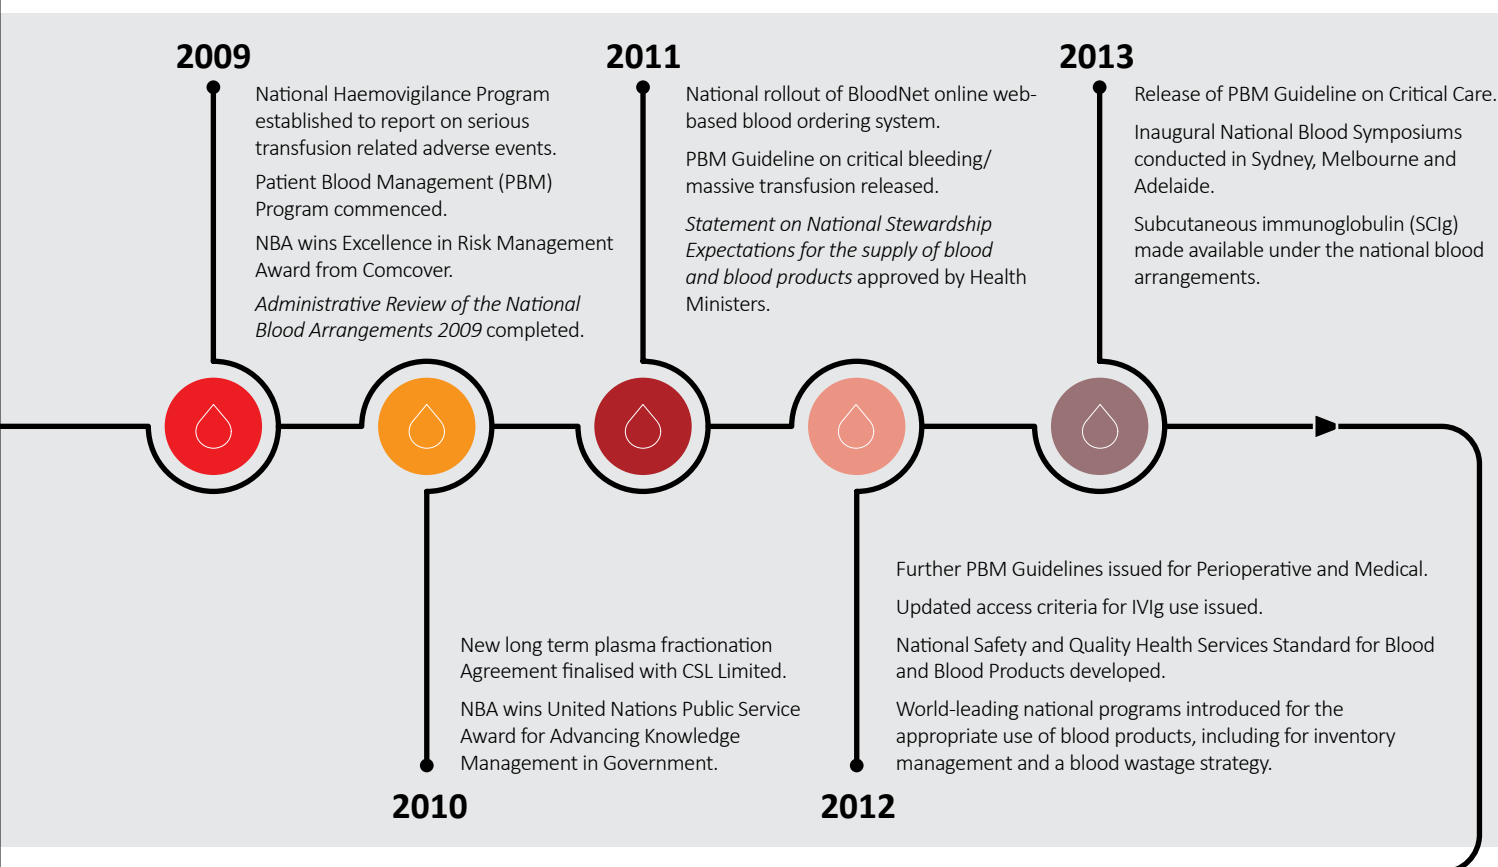 2009
National Haemovigilance Program
established to report on serious
transfusion related adverse events.
Patient Blood Management (PBM)
Program commenced.
NBA wins Excellence in Risk Management
Award from Comcover.
Administrative Review of the National
Blood Arrangements 2009 completed.
2011
National rollout of BloodNet online web-
based blood ordering system.
PBM Guideline on critical bleeding/
massive transfusion released.
Statement on National Stewardship
Expectations for the supply of blood
and blood products approved by Health
Ministers.
2013
Release of PBM Guideline on Critical Care.
Inaugural National Blood Symposiums
conducted in Sydney, Melbourne and
Adelaide.
Subcutaneous immunoglobulin (SCIg)
made available under the national blood
arrangements.
New long term plasma fractionation
Agreement finalised with CSL Limited.
NBA wins United Nations Public Service
Award for Advancing Knowledge
Management in Government.
2010
Further PBM Guidelines issued for Perioperative and Medical.
Updated access criteria for IVIg use issued.
National Safety and Quality Health Services Standard for Blood
and Blood Products developed.
World-leading national programs introduced for the
appropriate use of blood products, including for inventory
management and a blood wastage strategy.
2012